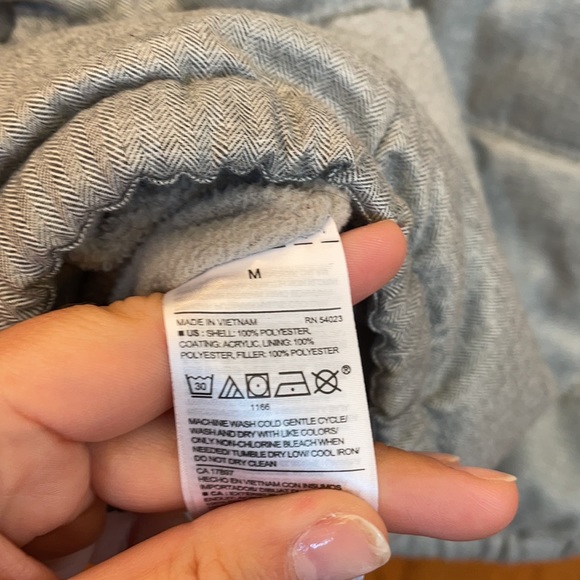 M
MADE IN VIETNAM RN 54023
■ US : SHELL: 100% POLYESTER,
COATING: ACRYLIC, LINING: 100%
POLYESTER, FILLER: 100% POLYESTER
30
1166
MACHINE WASH COLD GENTLE CYCLE/
WASH AND DRY WITH LIKE COLORS/
ONLY NON-CHLORINE BLEACH WHEN
NEEDED/ TUMBLE DRY LOW/ COOL IRON/
DO NOT DRY CLEAN
CA 17897
HECHO EN VIETNAM CON INSUMOS